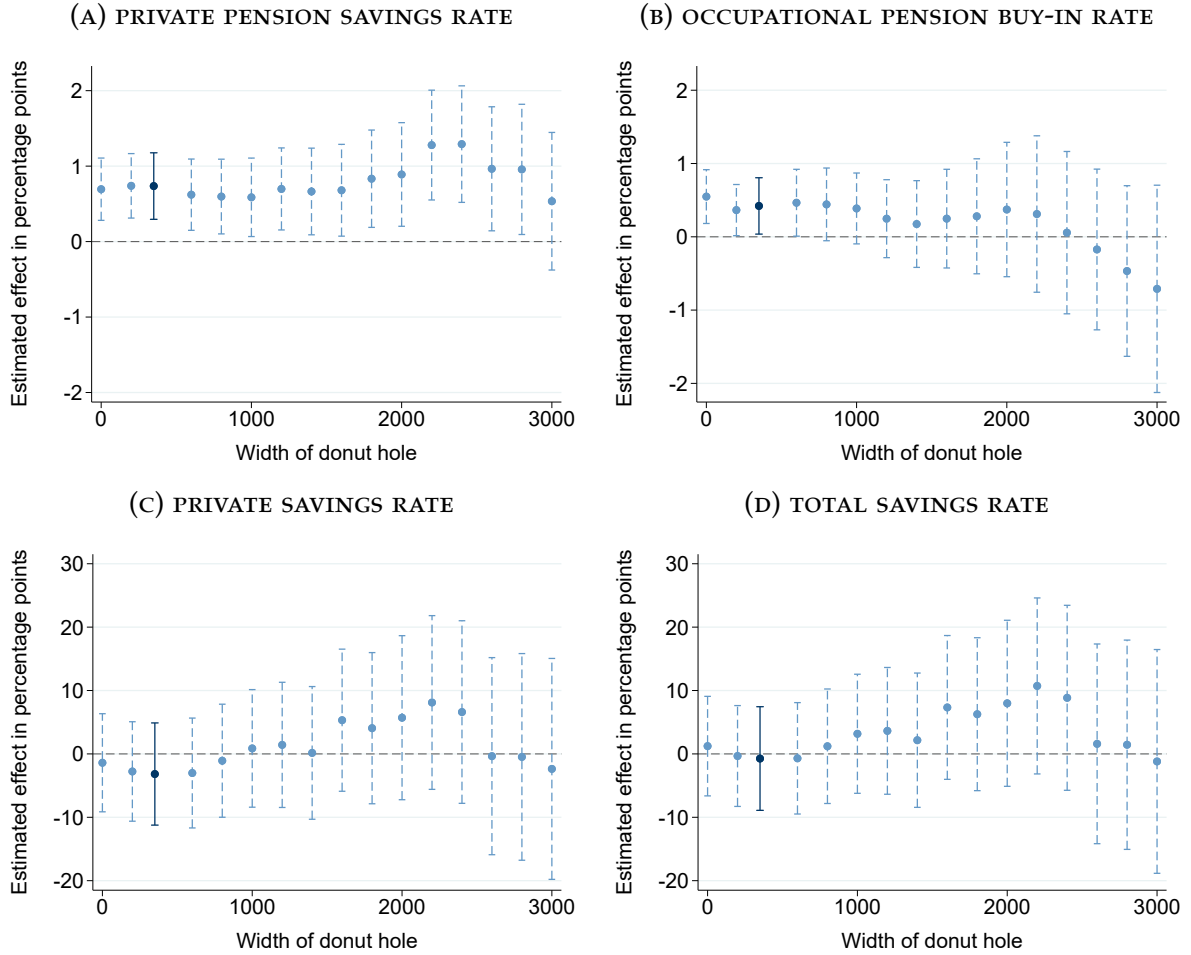 (A) PRIVATE PENSION SAVINGS RATE
Estimated effect in percentage points
2
1
0
-1
-2
0 1000 2000 3000
Width of donut hole
(B) OCCUPATIONAL PENSION BUY-IN RATE
Estimated effect in percentage points
2
1
0
-1
-2
0 1000 2000 3000
Width of donut hole
(C) PRIVATE SAVINGS RATE
Estimated effect in percentage points
30
20
10
0
-10
-20
0 1000 2000 3000
Width of donut hole
(D) TOTAL SAVINGS RATE
Estimated effect in percentage points
30
20
10
0
-10
-20
0 1000 2000 3000
Width of donut hole